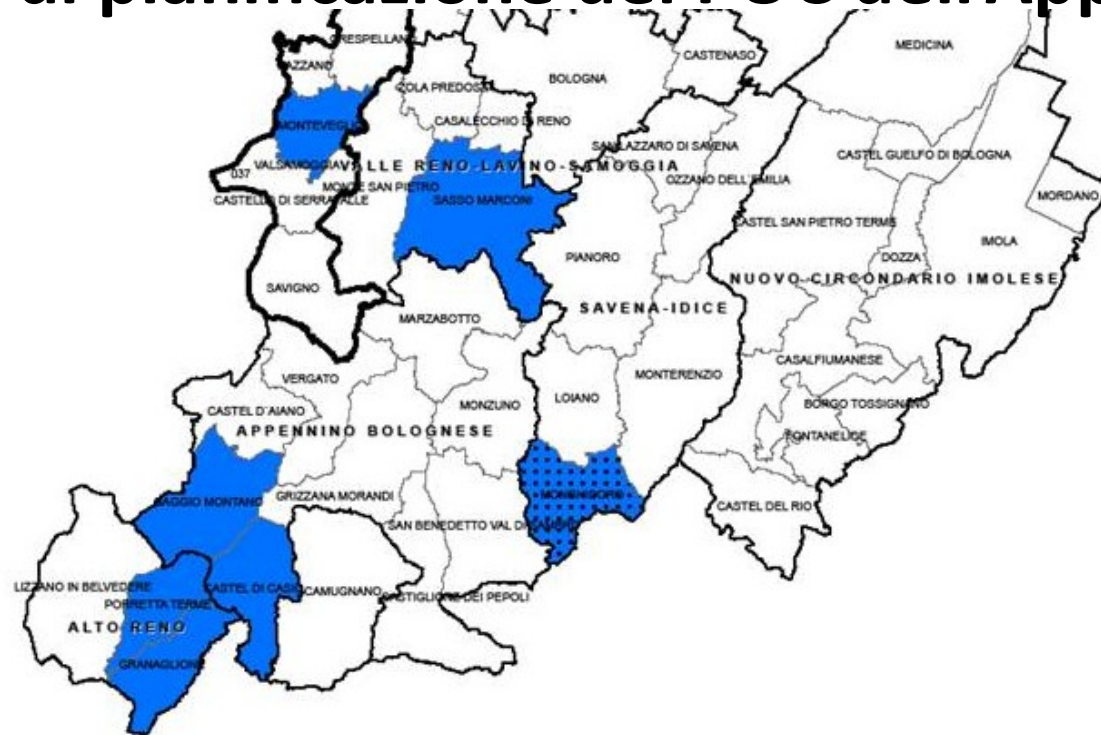 CRESPELLANO
MEDICINA
CASTENASO
BOLOGNA
ZOLA PREDOSA
CASALECCHIO DI RENO
MONTEVEGLIO
SAN LAZZARO DI SAVENA
CASTEL GUELFO DI BOLOGNA
VALSAMOGGIA
VALLE RENO-LAVINO-SAMOGGIA
037
OZZANO DELL'EMILIA
MONTE SAN PIETRO
MORDANO
CASTELLO DI SERRAVALLE
SASSO MARCONI
CASTEL SAN PIETRO TERME
IMOLA
PIANORO
DOZZA
NUOVO CIRCONDARIO IMOLESE
SAVIGNO
SAVENA-IDICE
MARZABOTTO
CASALFIUMANESE
MONTERENZIO
VERGATO
LOIANO
MONZUNO
BORGO TOSSIGNANO
CASTEL D'AIANO
APPENNINO BOLOGNESE
FONTANELICE
GAGGIO MONTANO
GRIZZANA MORANDI
MONGHIDORO
CASTEL DEL RIO
SAN BENEDETTO VAL DI SAMBRO
LIZZANO IN BELVEDERE
CASTEL DI CASIO
CAMUGNANO
CASTIGLIONE DEI PEPOLI
PORRETTA TERME
ALTO RENO
GRANAGLIONE